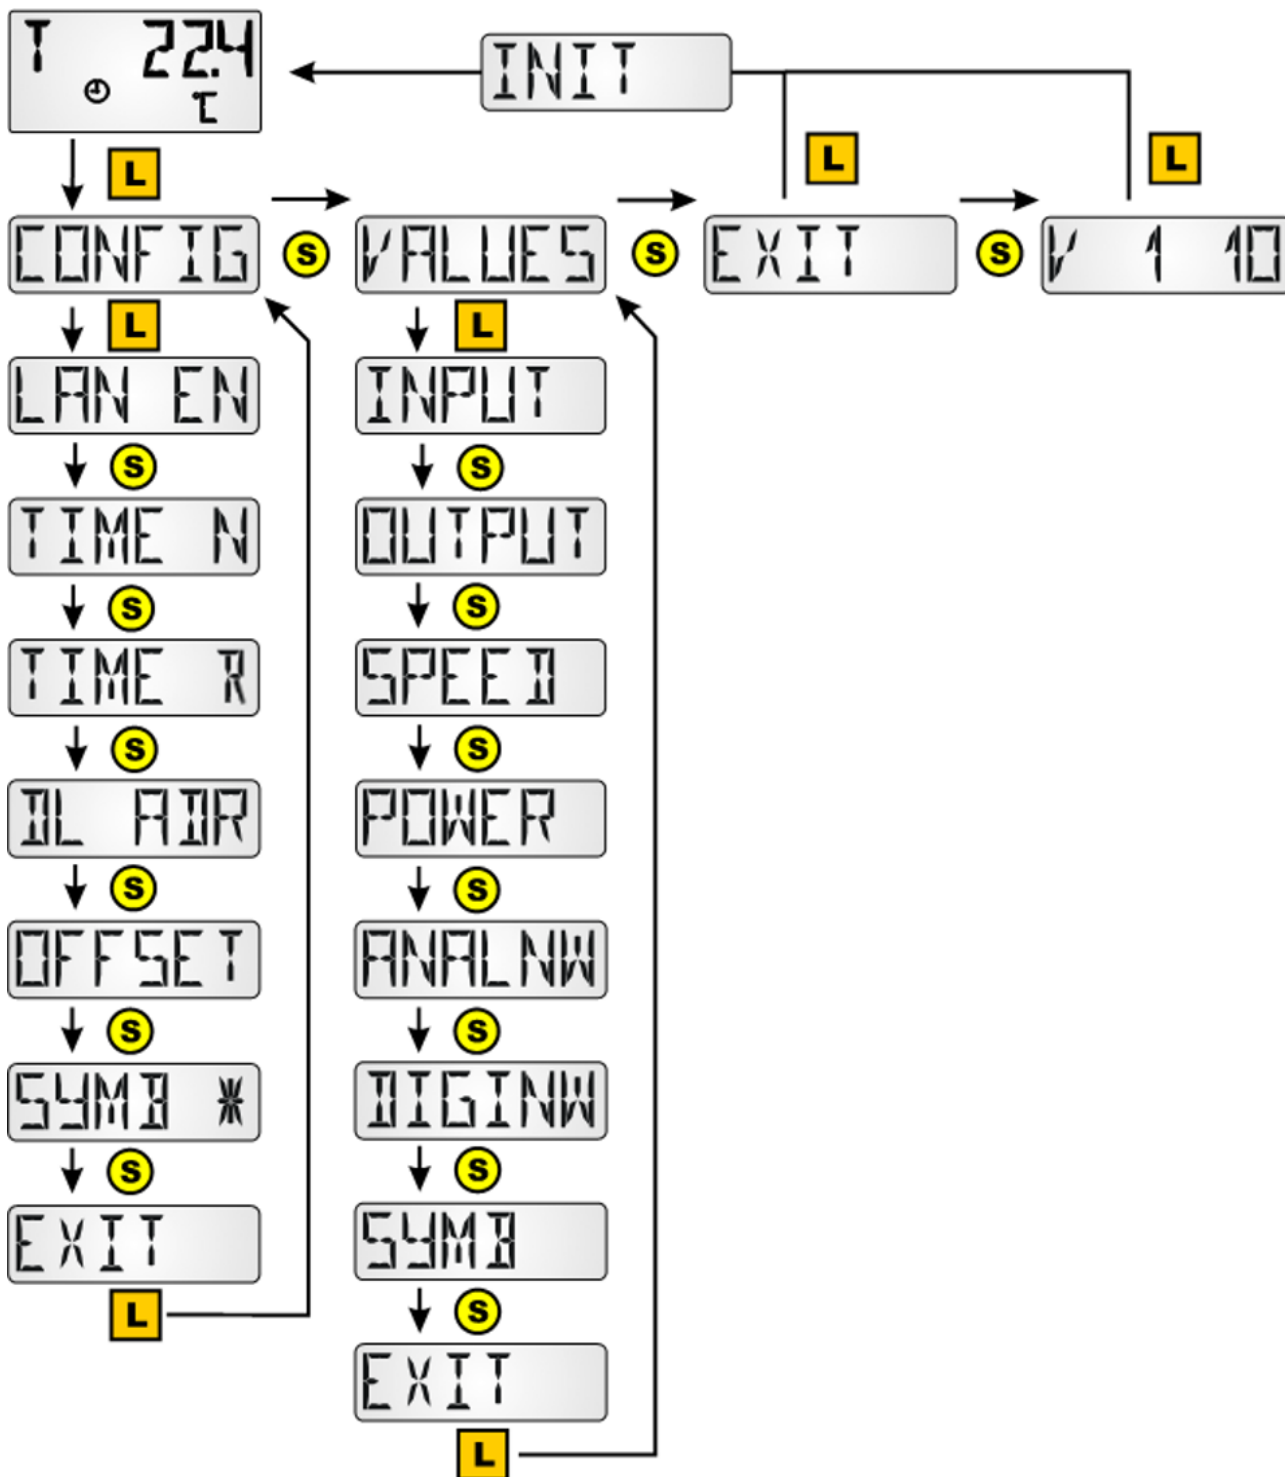 T 22.4
°C
INIT
L
L
L
CONFIG
S
VALUES
S
EXIT
S
V 1 10
L
L
LAN EN
INPUT
S
S
TIME N
OUTPUT
S
S
TIME R
SPEED
S
S
DL ADR
POWER
S
S
OFFSET
ANALNW
S
S
SYMB *
DIGINW
S
S
EXIT
SYMB
L
S
EXIT
L